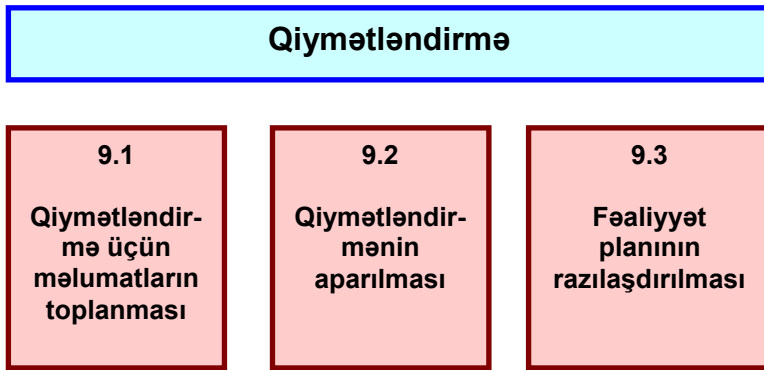 Qiymətləndirmə
9.1
Qiymətləndir-
mə üçün
məlumatların
toplanması
9.2
Qiymətləndir-
mənin
aparılması
9.3
Fəaliyyət
planının
razılaşdırılması